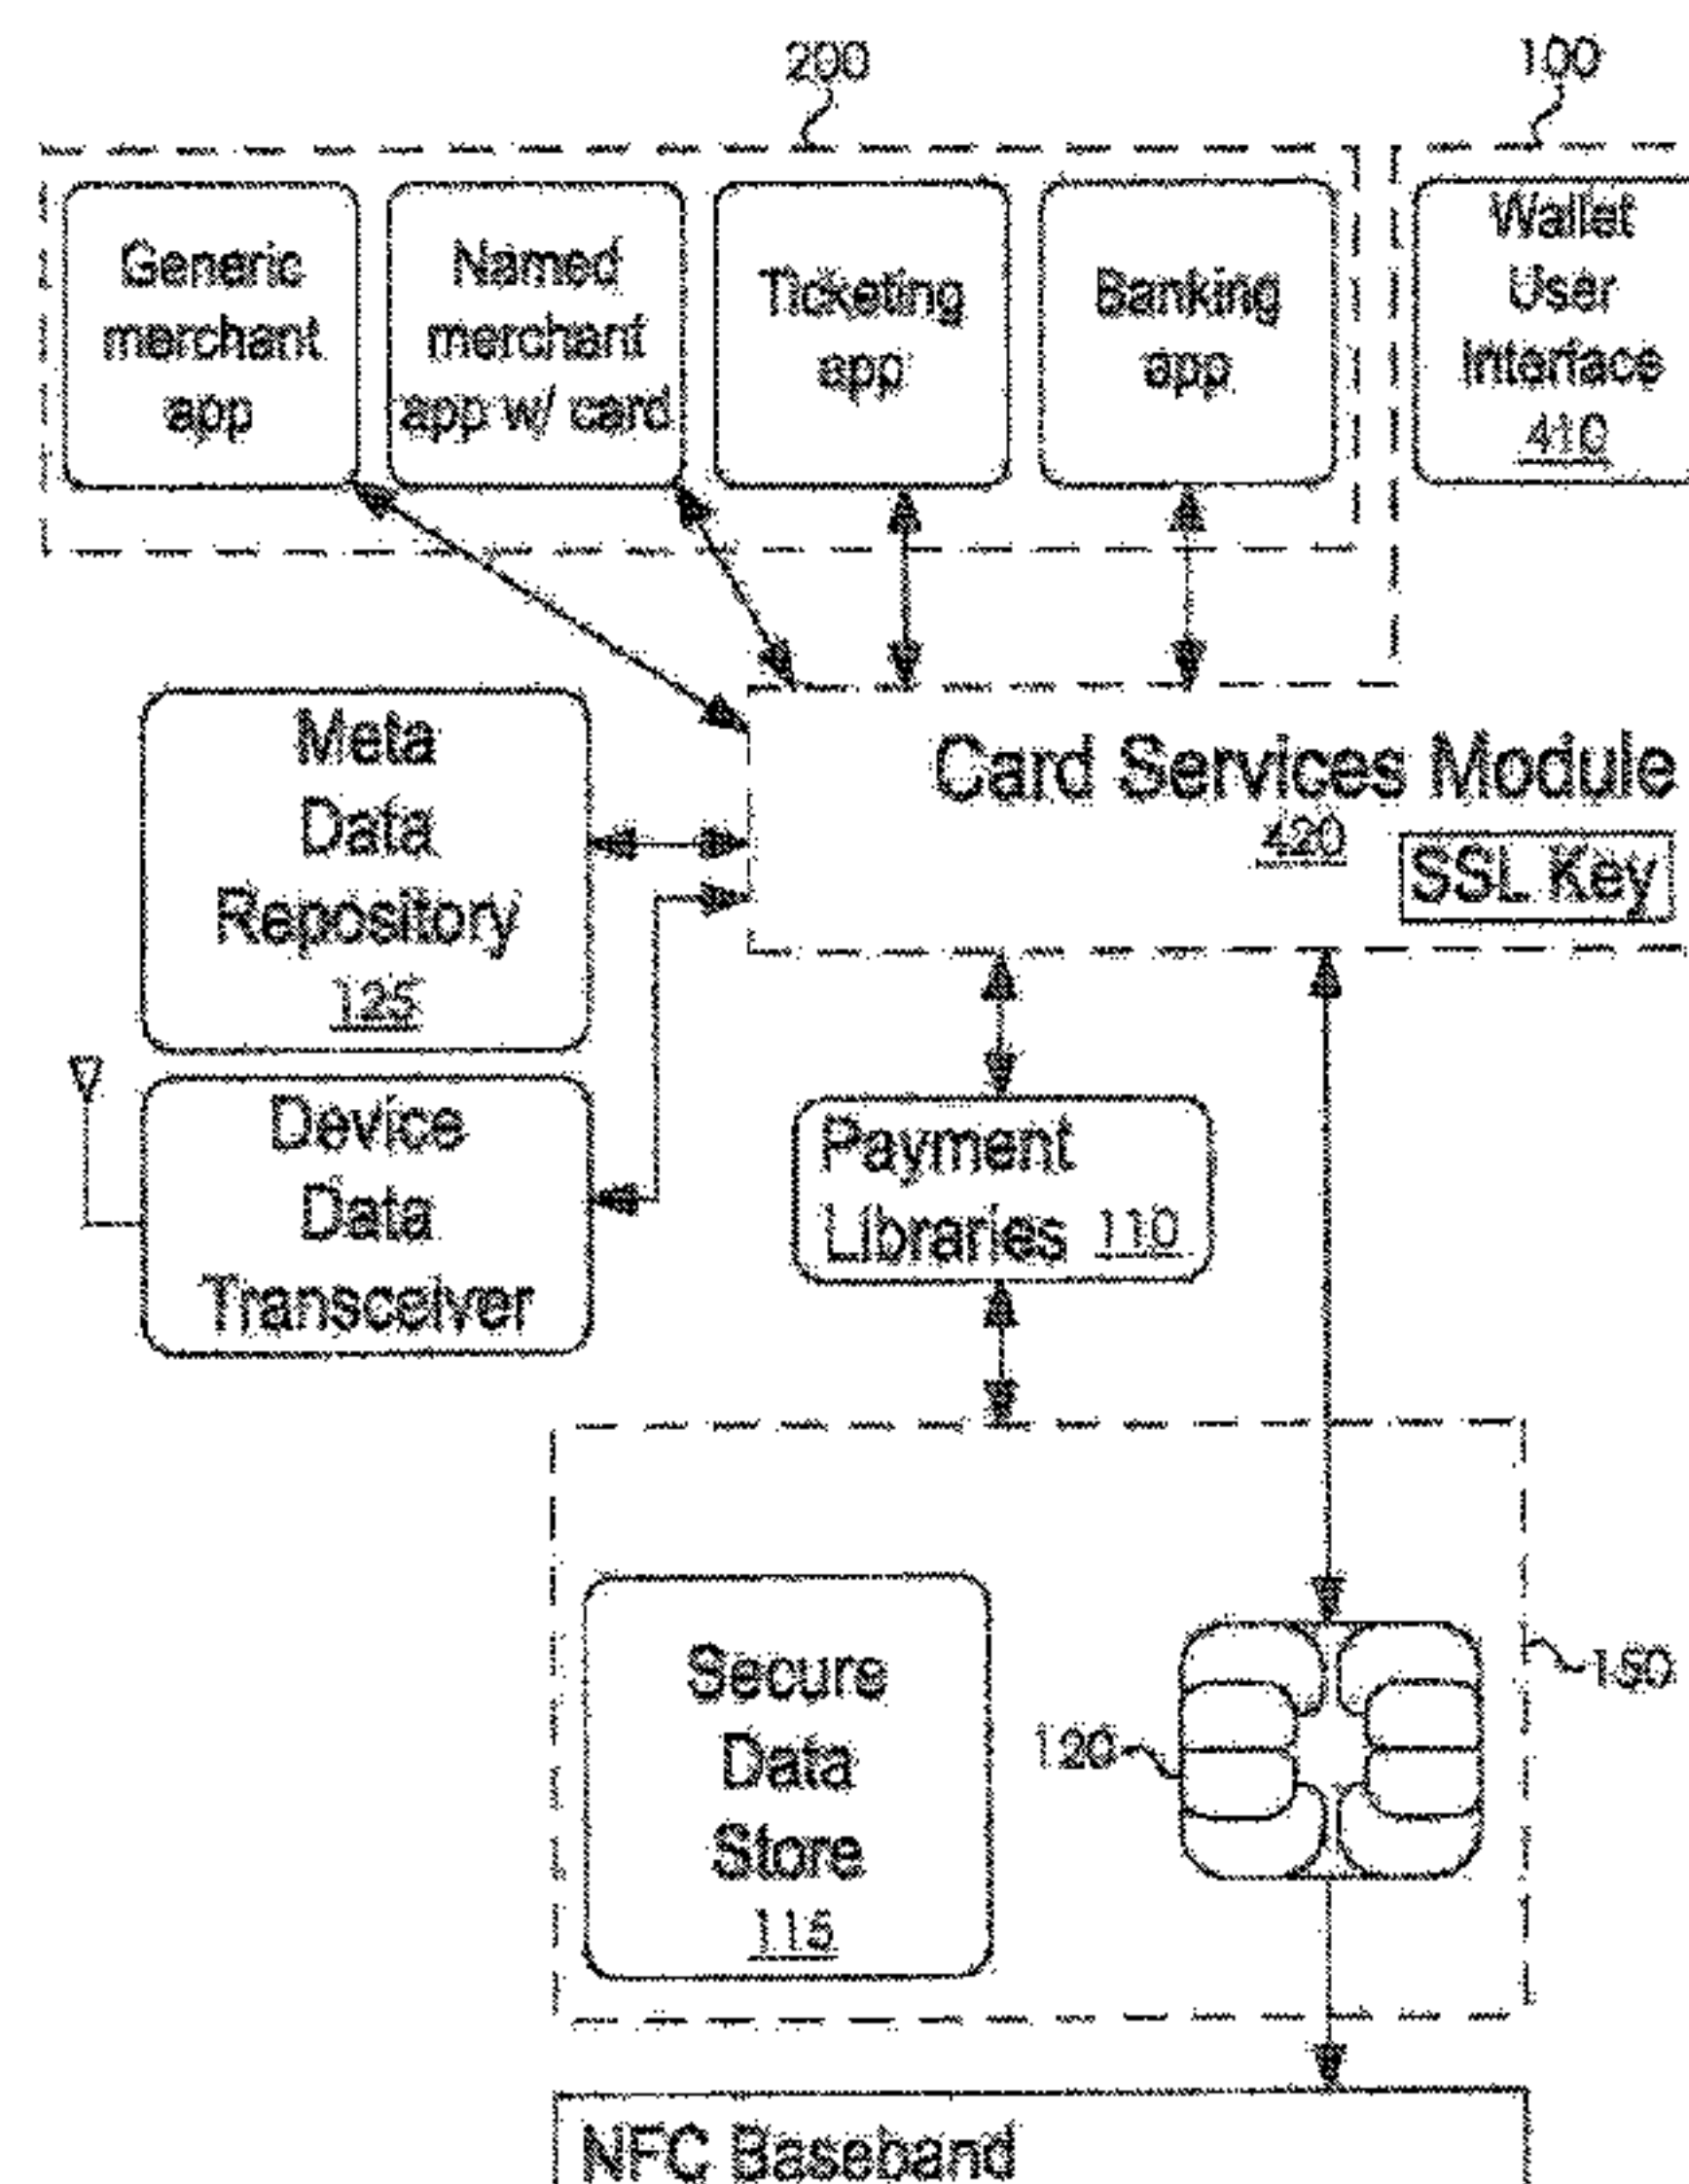 200
100
Generic
merchant
app
Named
merchant
app w/ card
Ticketing
app
Banking
app
Wallet
User
Interface
410
Card Services Module
420
SSL Key
Meta
Data
Repository
125
Device
Data
Transceiver
Payment
Libraries 110
Secure
Data
Store
115
120
150
NFC Baseband